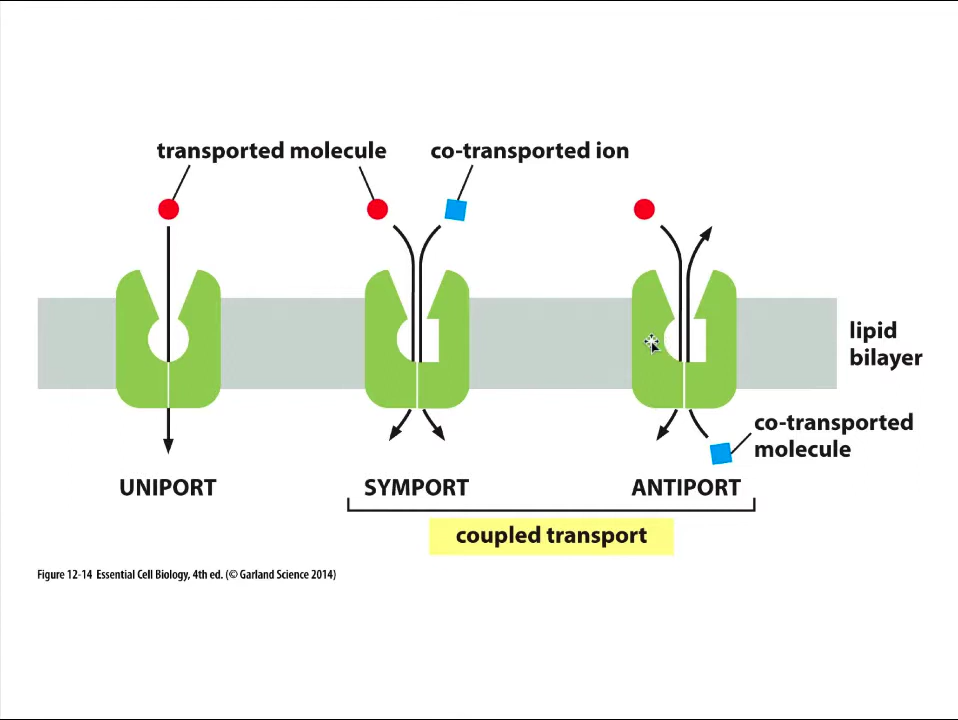 transported molecule
co-transported ion
lipid
bilayer
co-transported
molecule
UNIPORT
SYMPORT
ANTIPORT
coupled transport
Figure 12-14 Essential Cell Biology, 4th ed. (© Garland Science 2014)